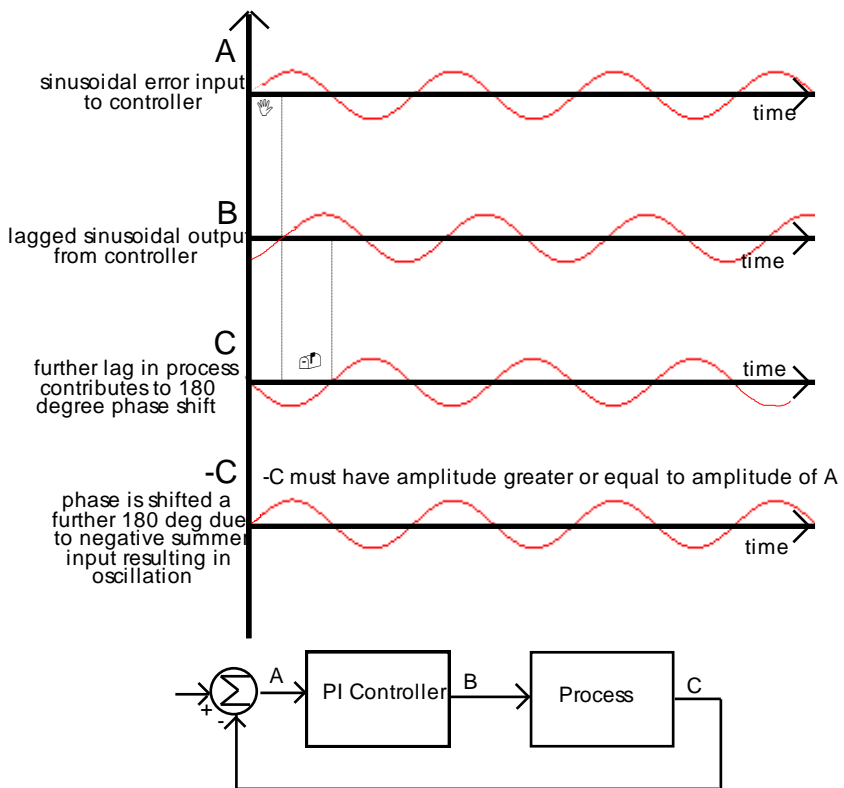 A
sinusoidal error input
to controller
time
B
lagged sinusoidal output
from controller
time
C
further lag in process
contributes to 180
degree phase shift
time
-C
-C must have amplitude greater or equal to amplitude of A
phase is shifted a
further 180 deg due
to negative summer
input resulting in
oscillation
time
Σ
+
-
A
PI Controller
B
Process
C